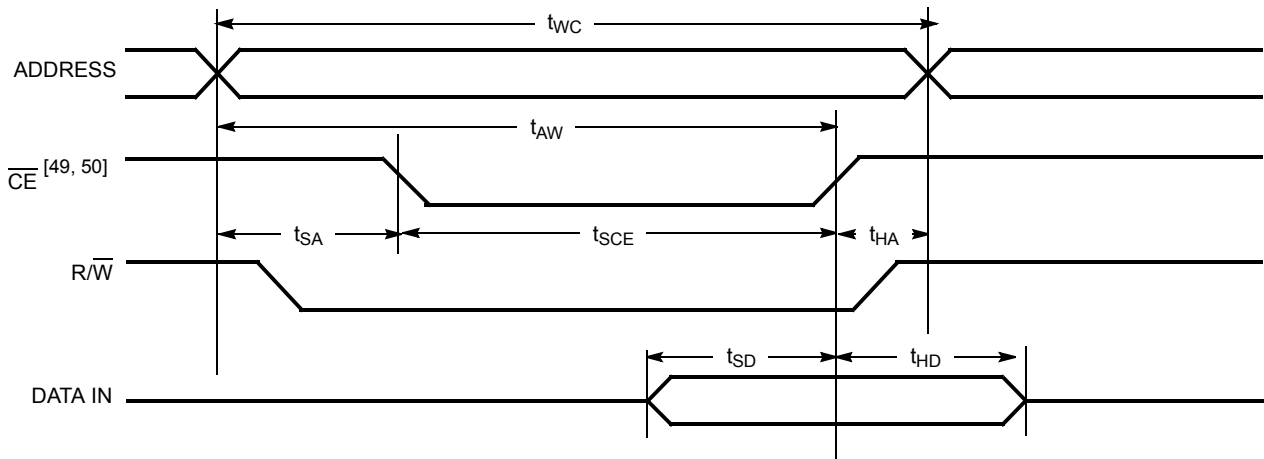 tWC
ADDRESS
tAW
CE [49, 50]
tSA
tSCE
tHA
R/W
tSD
tHD
DATA IN